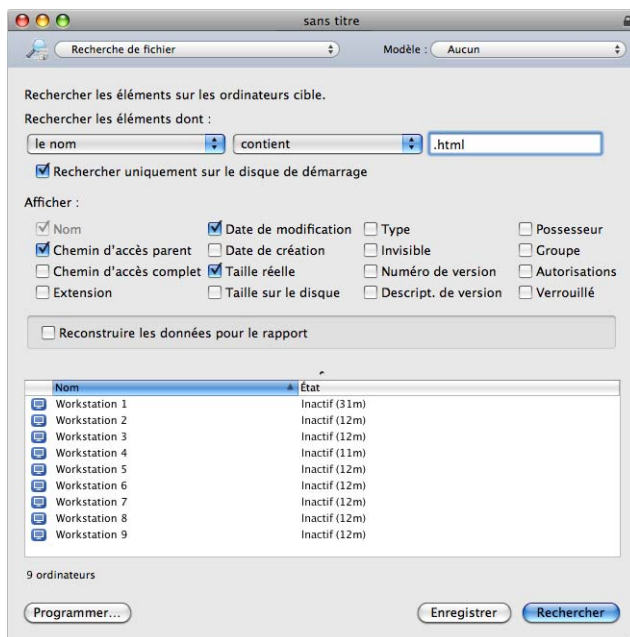 sans titre
Recherche de fichier Modèle : Aucun
Rechercher les éléments sur les ordinateurs cible.
Rechercher les éléments dont :
le nom contient .html
Rechercher uniquement sur le disque de démarrage
Afficher :
Nom Date de modification Type Possesseur
Chemin d'accès parent Date de création Invisible Groupe
Chemin d'accès complet Taille réelle Numéro de version Autorisations
Extension Taille sur le disque Descript. de version Verrouillé
Reconstruire les données pour le rapport
Nom État
Workstation 1 Inactif (31m)
Workstation 2 Inactif (12m)
Workstation 3 Inactif (12m)
Workstation 4 Inactif (11m)
Workstation 5 Inactif (12m)
Workstation 6 Inactif (12m)
Workstation 7 Inactif (12m)
Workstation 8 Inactif (12m)
Workstation 9 Inactif (12m)
9 ordinateurs
Programmer... Enregistrer Rechercher